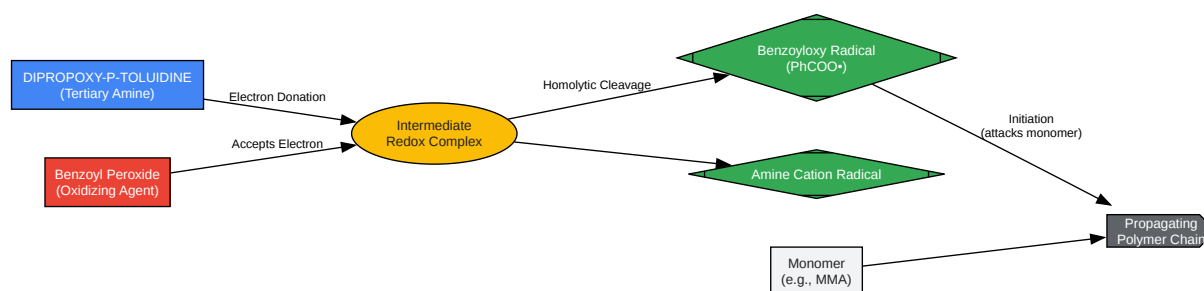 DIPROPOXY-P-TOLUIDINE
(Tertiary Amine)
Electron Donation
Benzoyl Peroxide
(Oxidizing Agent)
Accepts Electron
Intermediate
Redox Complex
Homolytic Cleavage
Benzoyloxy Radical
(PhCOO•)
Amine Cation Radical
Initiation
(attacks monomer)
Monomer
(e.g., MMA)
Propagating
Polymer Chain